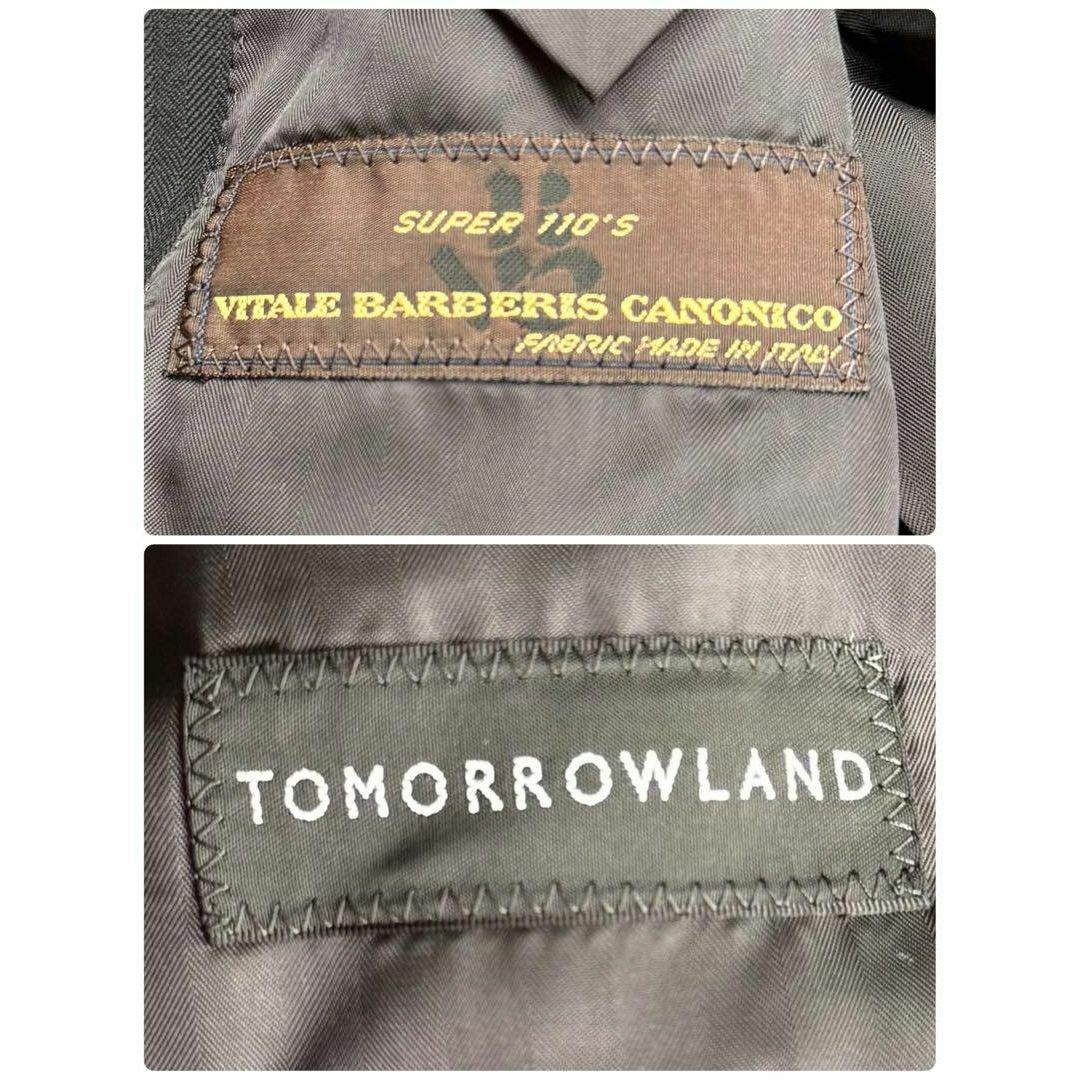 SUPER 110'S
VITALE BARBERIS CANONICO
FABRIC MADE IN ITALY
TOMORROWLAND